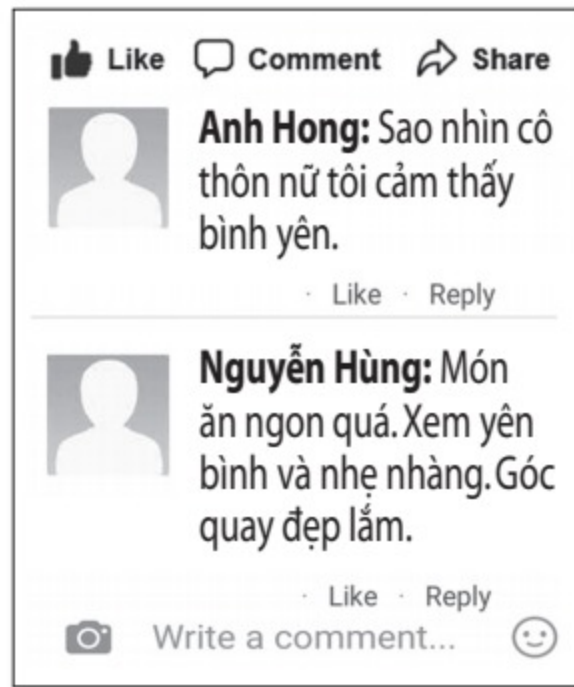 Like Comment Share
Anh Hong: Sao nhìn cô
thôn nữ tôi cảm thấy
bình yên.
· Like · Reply
Nguyễn Hùng: Món
ăn ngon quá. Xem yên
bình và nhẹ nhàng. Góc
quay đẹp lắm.
· Like · Reply
Write a comment...